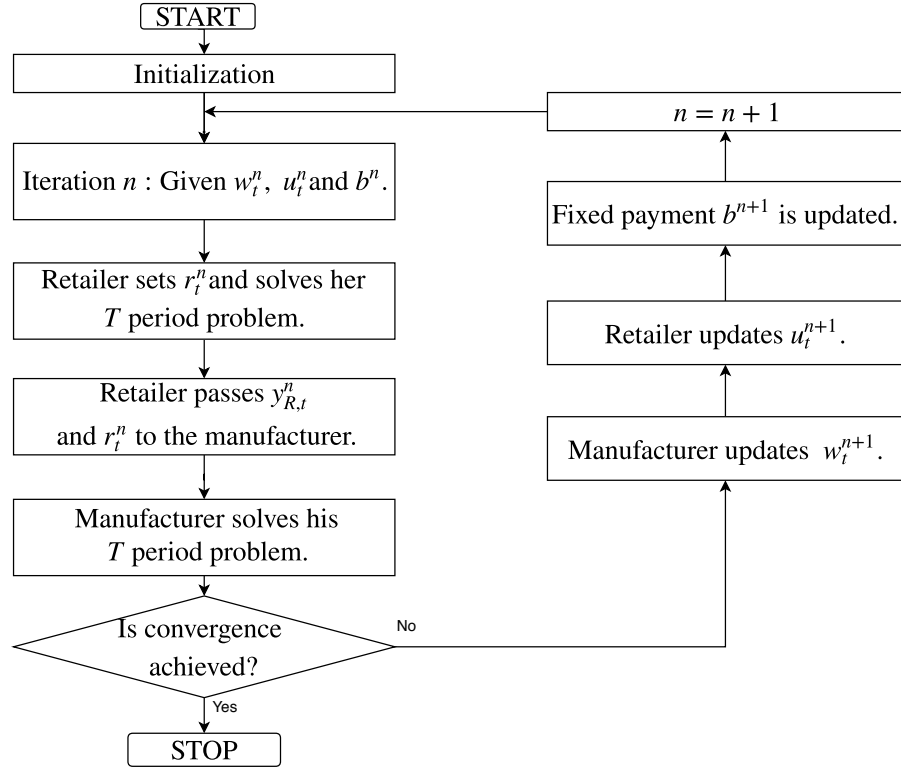 START
Initialization
Iteration n : Given w_t^n, u_t^n and b^n.
Retailer sets r_t^n and solves her
T period problem.
Retailer passes y_{R,t}^n
and r_t^n to the manufacturer.
Manufacturer solves his
T period problem.
Is convergence
achieved?
No
Yes
STOP
Manufacturer updates w_t^{n+1}.
Retailer updates u_t^{n+1}.
Fixed payment b^{n+1} is updated.
n = n + 1